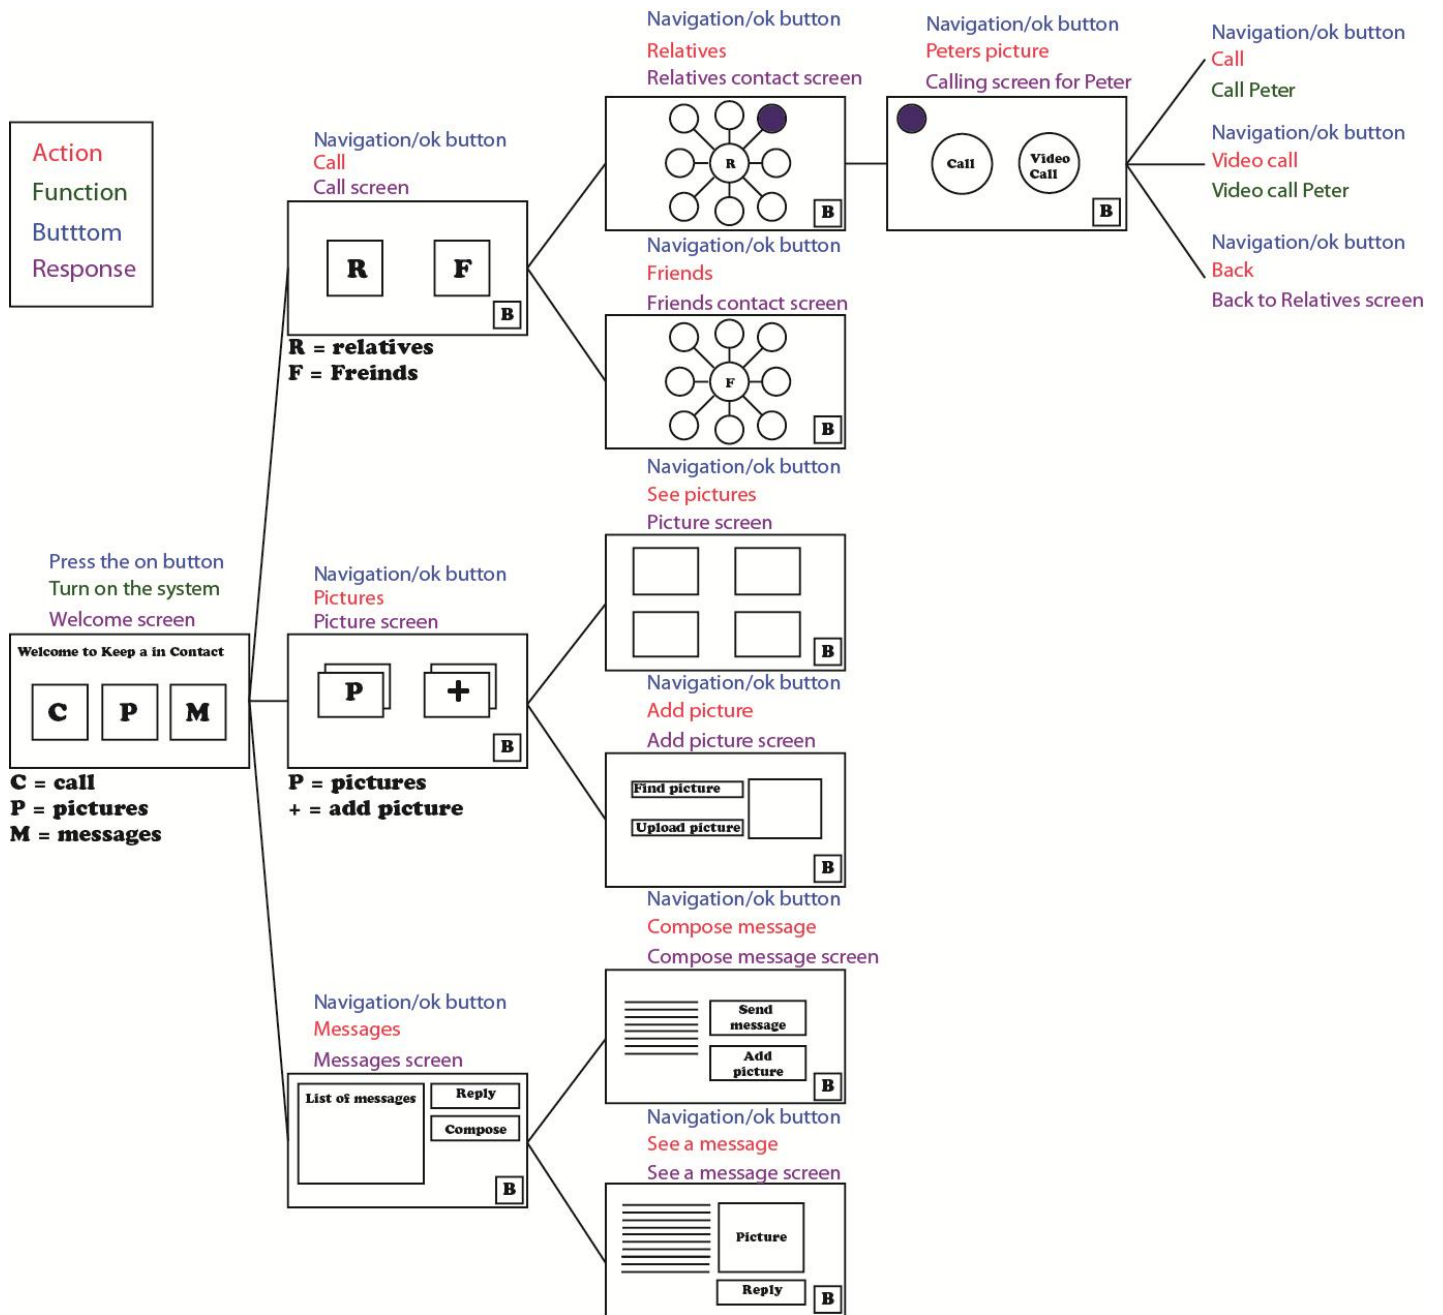 Action
Function
Butttom
Response
Press the on button
Turn on the system
Welcome screen
Welcome to Keep a in Contact
C
P
M
C = call
P = pictures
M = messages
Navigation/ok button
Call
Call screen
R
F
B
R = relatives
F = Freinds
Navigation/ok button
Relatives
Relatives contact screen
R
B
Navigation/ok button
Peters picture
Calling screen for Peter
Call
Video
Call
B
Navigation/ok button
Call
Call Peter
Navigation/ok button
Video call
Video call Peter
Navigation/ok button
Back
Back to Relatives screen
Navigation/ok button
Friends
Friends contact screen
F
B
Navigation/ok button
Pictures
Picture screen
P
+
B
P = pictures
+ = add picture
Navigation/ok button
See pictures
Picture screen
B
Navigation/ok button
Add picture
Add picture screen
Find picture
Upload picture
B
Navigation/ok button
Messages
Messages screen
List of messages
Reply
Compose
B
Navigation/ok button
Compose message
Compose message screen
Send
message
Add
picture
B
Navigation/ok button
See a message
See a message screen
Picture
Reply
B